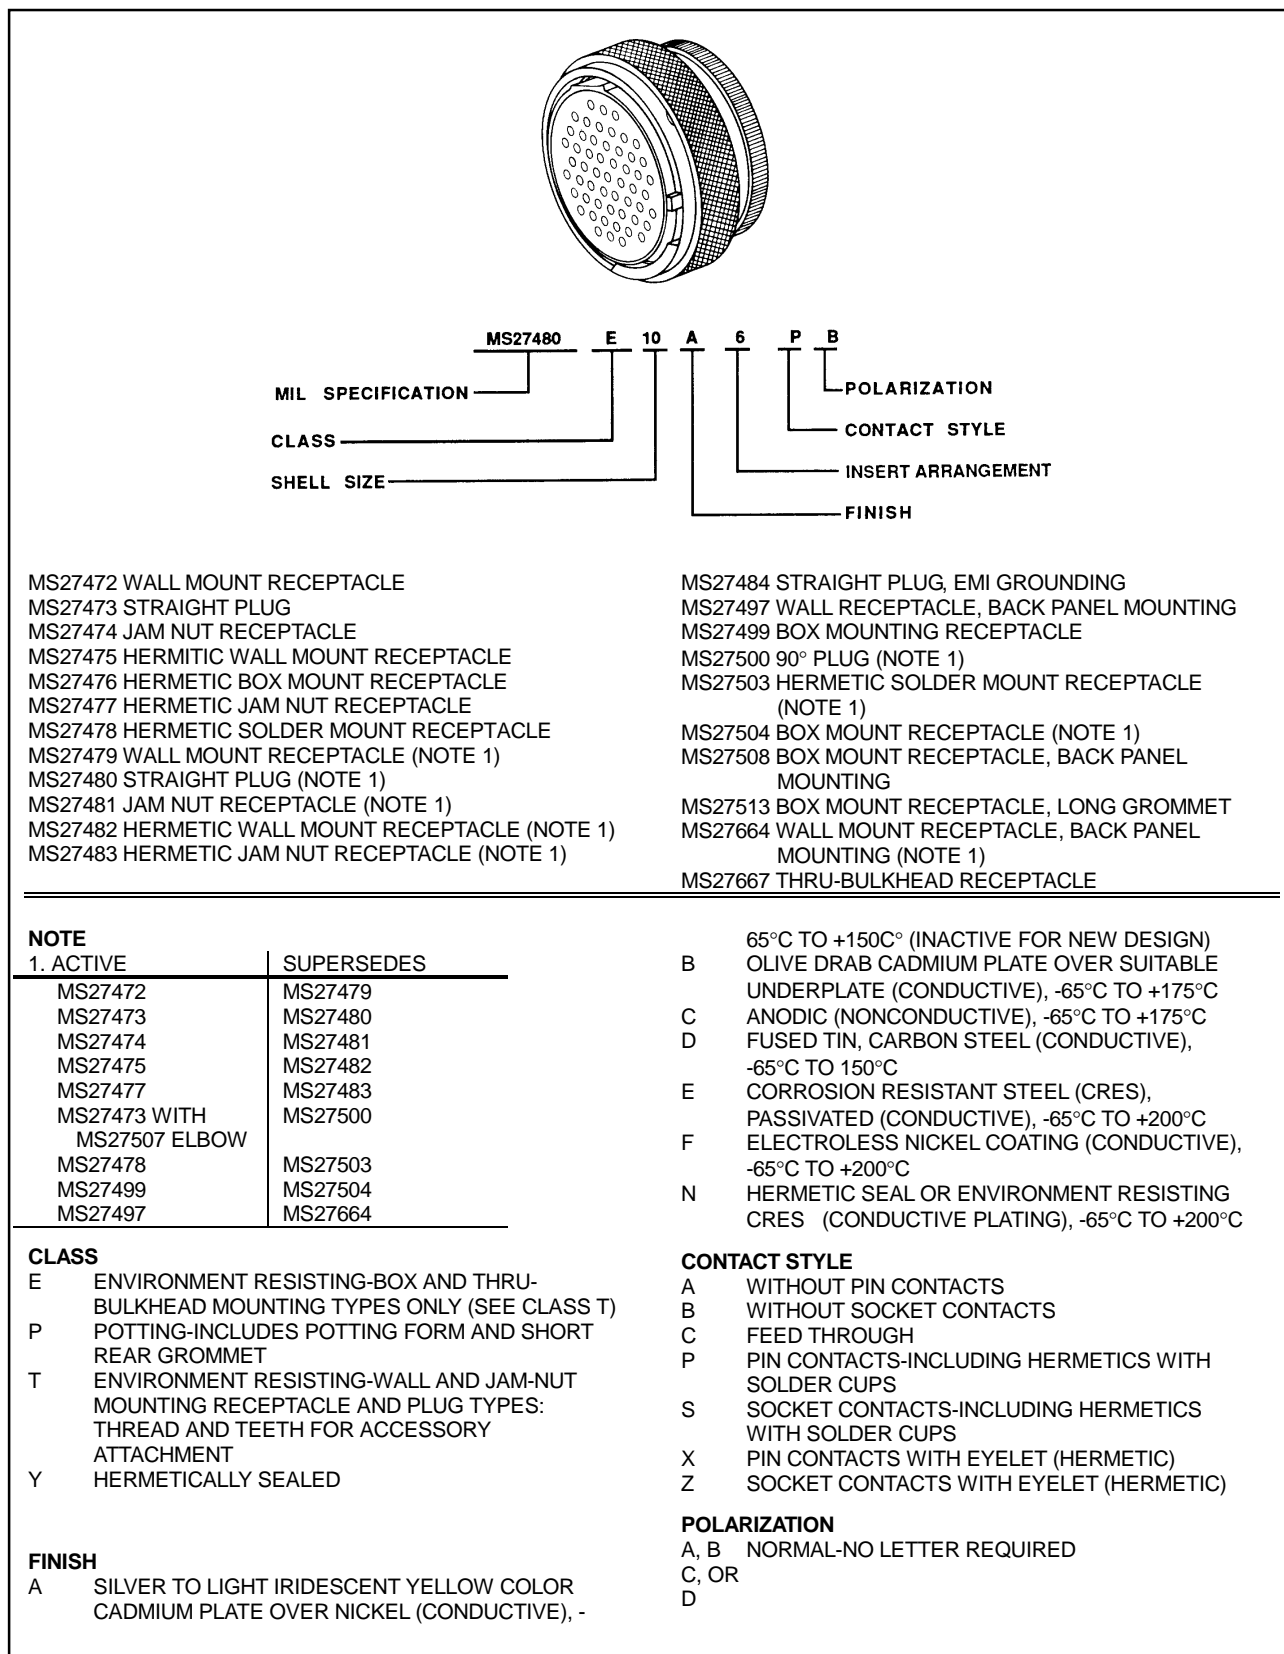 MS27480 E 10 A 6 P B
MIL SPECIFICATION
CLASS
SHELL SIZE
POLARIZATION
CONTACT STYLE
INSERT ARRANGEMENT
FINISH
MS27472 WALL MOUNT RECEPTACLE
MS27473 STRAIGHT PLUG
MS27474 JAM NUT RECEPTACLE
MS27475 HERMITIC WALL MOUNT RECEPTACLE
MS27476 HERMETIC BOX MOUNT RECEPTACLE
MS27477 HERMETIC JAM NUT RECEPTACLE
MS27478 HERMETIC SOLDER MOUNT RECEPTACLE
MS27479 WALL MOUNT RECEPTACLE (NOTE 1)
MS27480 STRAIGHT PLUG (NOTE 1)
MS27481 JAM NUT RECEPTACLE (NOTE 1)
MS27482 HERMETIC WALL MOUNT RECEPTACLE (NOTE 1)
MS27483 HERMETIC JAM NUT RECEPTACLE (NOTE 1)
MS27484 STRAIGHT PLUG, EMI GROUNDING
MS27497 WALL RECEPTACLE, BACK PANEL MOUNTING
MS27499 BOX MOUNTING RECEPTACLE
MS27500 90° PLUG (NOTE 1)
MS27503 HERMETIC SOLDER MOUNT RECEPTACLE
(NOTE 1)
MS27504 BOX MOUNT RECEPTACLE (NOTE 1)
MS27508 BOX MOUNT RECEPTACLE, BACK PANEL
MOUNTING
MS27513 BOX MOUNT RECEPTACLE, LONG GROMMET
MS27664 WALL MOUNT RECEPTACLE, BACK PANEL
MOUNTING (NOTE 1)
MS27667 THRU-BULKHEAD RECEPTACLE
NOTE
1. ACTIVE SUPERSEDES
MS27472 MS27479
MS27473 MS27480
MS27474 MS27481
MS27475 MS27482
MS27477 MS27483
MS27473 WITH MS27500
MS27507 ELBOW
MS27478 MS27503
MS27499 MS27504
MS27497 MS27664
CLASS
E ENVIRONMENT RESISTING-BOX AND THRU-
BULKHEAD MOUNTING TYPES ONLY (SEE CLASS T)
P POTTING-INCLUDES POTTING FORM AND SHORT
REAR GROMMET
T ENVIRONMENT RESISTING-WALL AND JAM-NUT
MOUNTING RECEPTACLE AND PLUG TYPES:
THREAD AND TEETH FOR ACCESSORY
ATTACHMENT
Y HERMETICALLY SEALED
FINISH
A SILVER TO LIGHT IRIDESCENT YELLOW COLOR
CADMIUM PLATE OVER NICKEL (CONDUCTIVE), -
65°C TO +150C° (INACTIVE FOR NEW DESIGN)
B OLIVE DRAB CADMIUM PLATE OVER SUITABLE
UNDERPLATE (CONDUCTIVE), -65°C TO +175°C
C ANODIC (NONCONDUCTIVE), -65°C TO +175°C
D FUSED TIN, CARBON STEEL (CONDUCTIVE),
-65°C TO 150°C
E CORROSION RESISTANT STEEL (CRES),
PASSIVATED (CONDUCTIVE), -65°C TO +200°C
F ELECTROLESS NICKEL COATING (CONDUCTIVE),
-65°C TO +200°C
N HERMETIC SEAL OR ENVIRONMENT RESISTING
CRES (CONDUCTIVE PLATING), -65°C TO +200°C
CONTACT STYLE
A WITHOUT PIN CONTACTS
B WITHOUT SOCKET CONTACTS
C FEED THROUGH
P PIN CONTACTS-INCLUDING HERMETICS WITH
SOLDER CUPS
S SOCKET CONTACTS-INCLUDING HERMETICS
WITH SOLDER CUPS
X PIN CONTACTS WITH EYELET (HERMETIC)
Z SOCKET CONTACTS WITH EYELET (HERMETIC)
POLARIZATION
A, B NORMAL-NO LETTER REQUIRED
C, OR
D